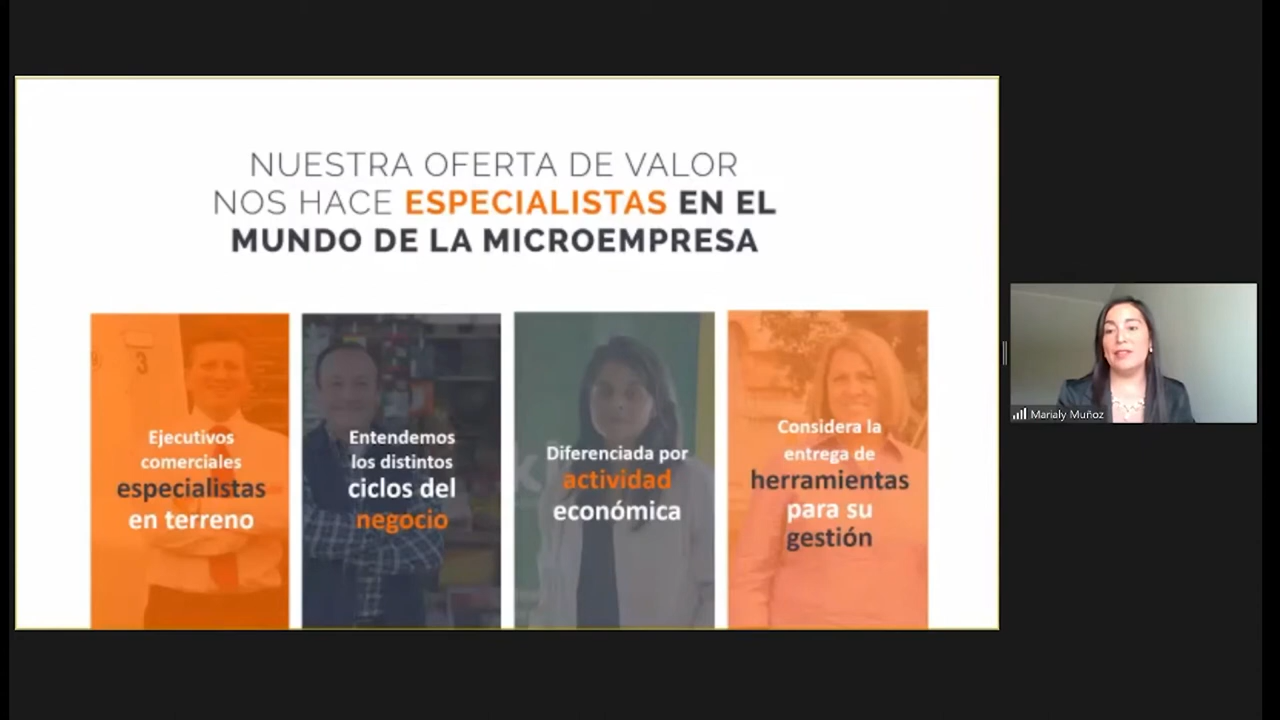 NUESTRA OFERTA DE VALOR
NOS HACE ESPECIALISTAS EN EL
MUNDO DE LA MICROEMPRESA
3
Ejecutivos
comerciales
especialistas
en terreno
Entendemos
los distintos
ciclos del
negocio
Diferenciada por
actividad
económica
Considera la
entrega de
herramientas
para su
gestión
Marialy Muñoz